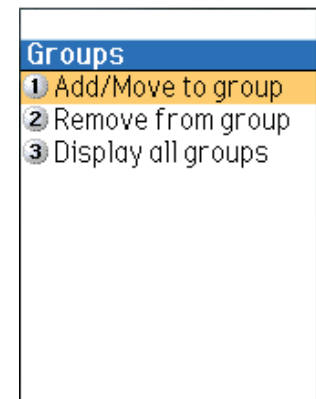 Groups
1 Add/Move to group
2 Remove from group
3 Display all groups